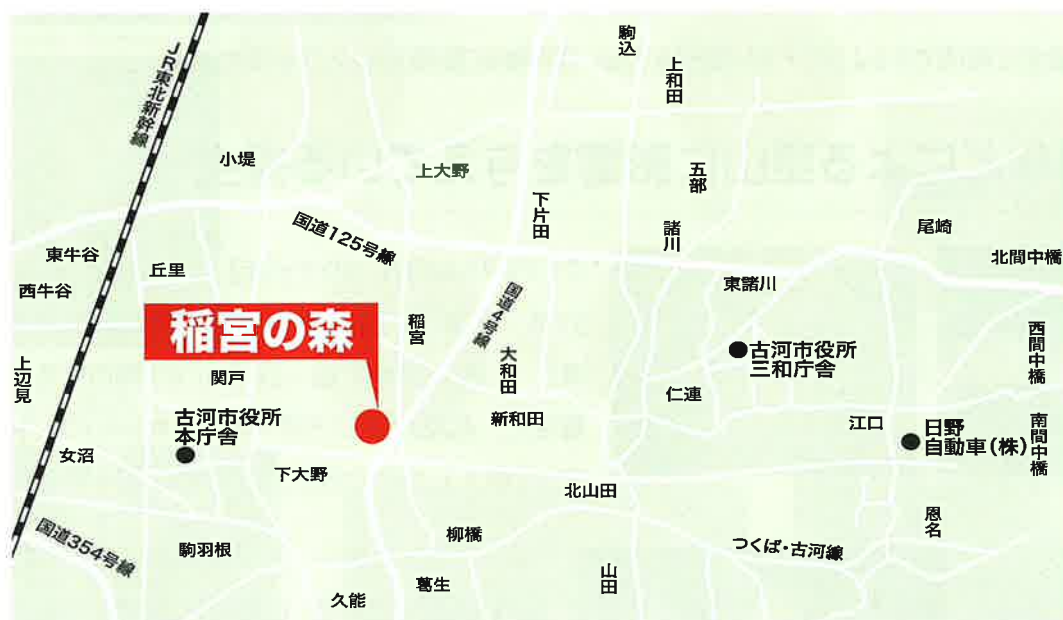 駒込
上和田
JR東北新幹線
小堤
上大野
五部
下片田
諸川
国道125号線
尾崎
東牛谷
丘里
北間中橋
西牛谷
東諸川
国道4号線
稲宮の森
稲宮
西間中橋
古河市役所
三和庁舎
大和田
上辺見
関戸
仁連
新和田
古河市役所
本庁舎
江口
日野
自動車(株)
南間中橋
女沼
下大野
北山田
恩名
国道354号線
駒羽根
柳橋
つくば・古河線
山田
葛生
久能